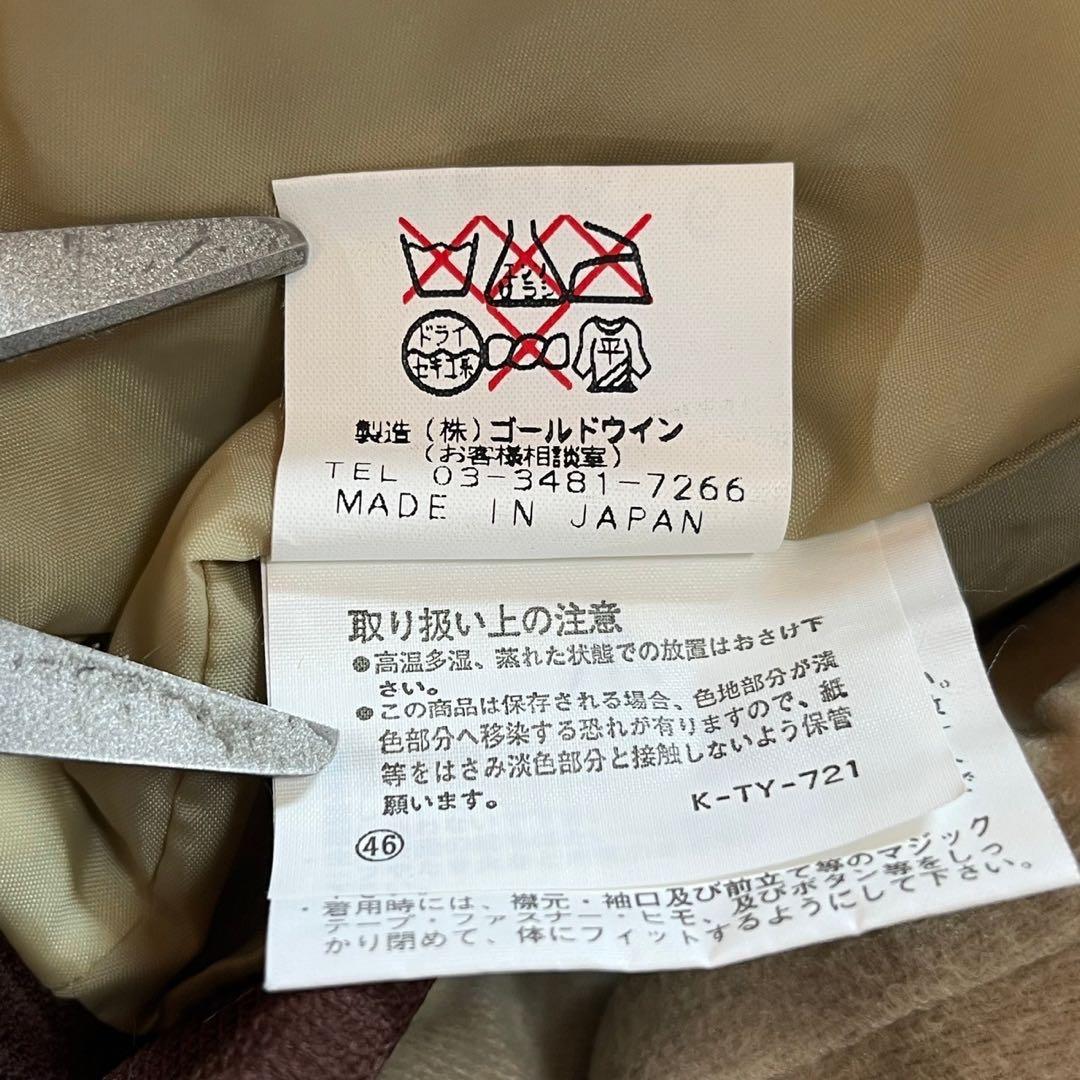 エンソ
サラシ
ドライ
セキユ系
平
製造(株)ゴールドウイン
(お客様相談室)
TEL 03-3481-7266
MADE IN JAPAN
取り扱い上の注意
●高温多湿、蒸れた状態での放置はおさけ下
さい。
●この商品は保存される場合、色地部分が淡
色部分へ移染する恐れが有りますので、紙
等をはさみ淡色部分と接触しないよう保管
願います。
K-TY-721
㊻
・着用時には、襟元・袖口及び前立て等のマジック
テープ・ファスナー・ヒモ、及びボタン等をしっ
かり閉めて、体にフィットするようにして下さい。